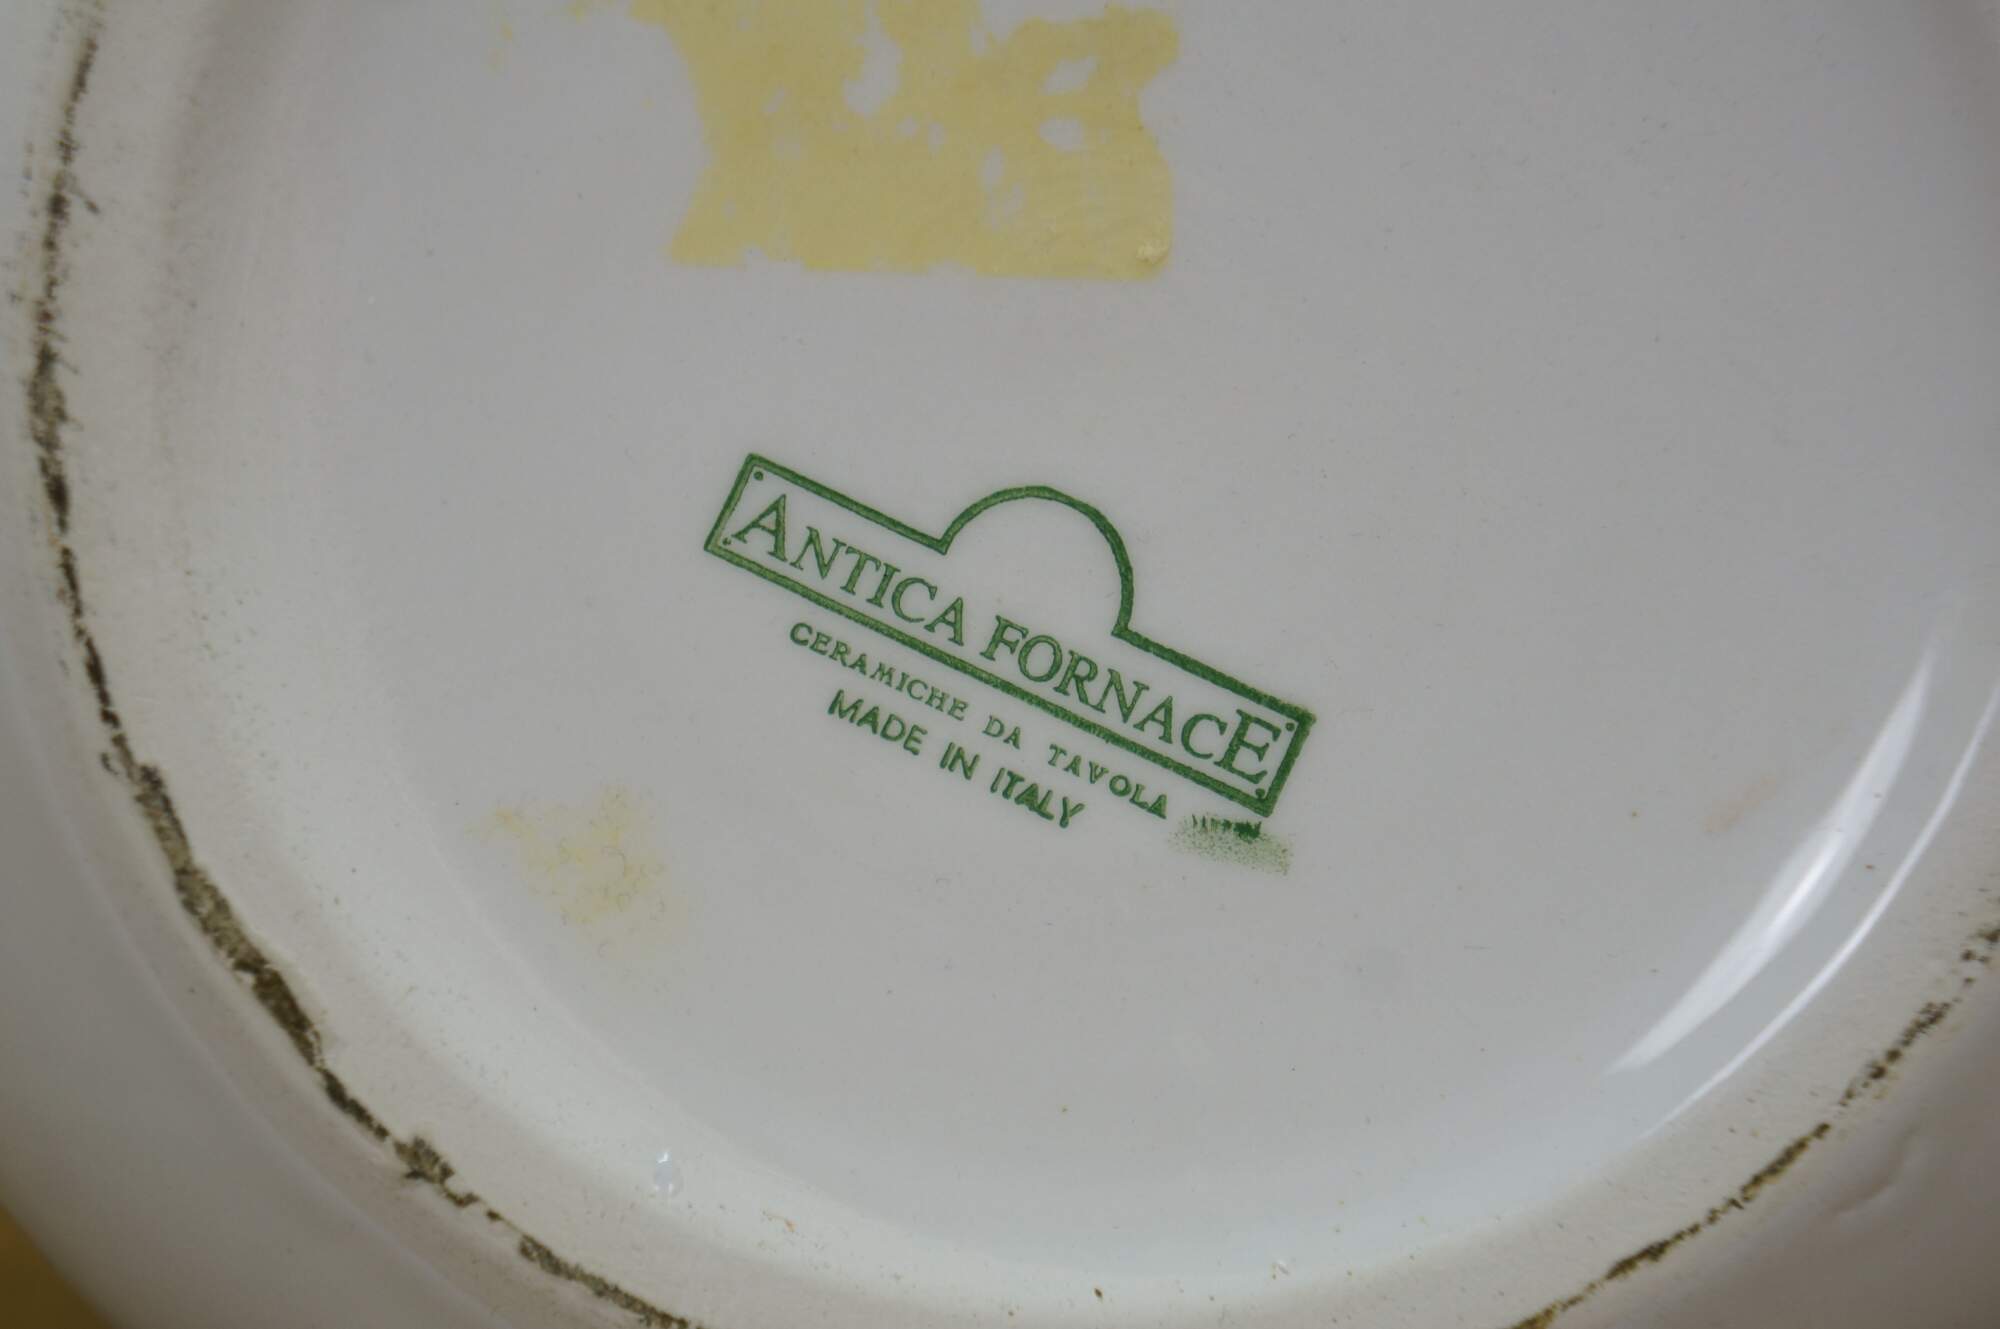 ANTICA FORNACE
CERAMICHE DA TAVOLA
MADE IN ITALY